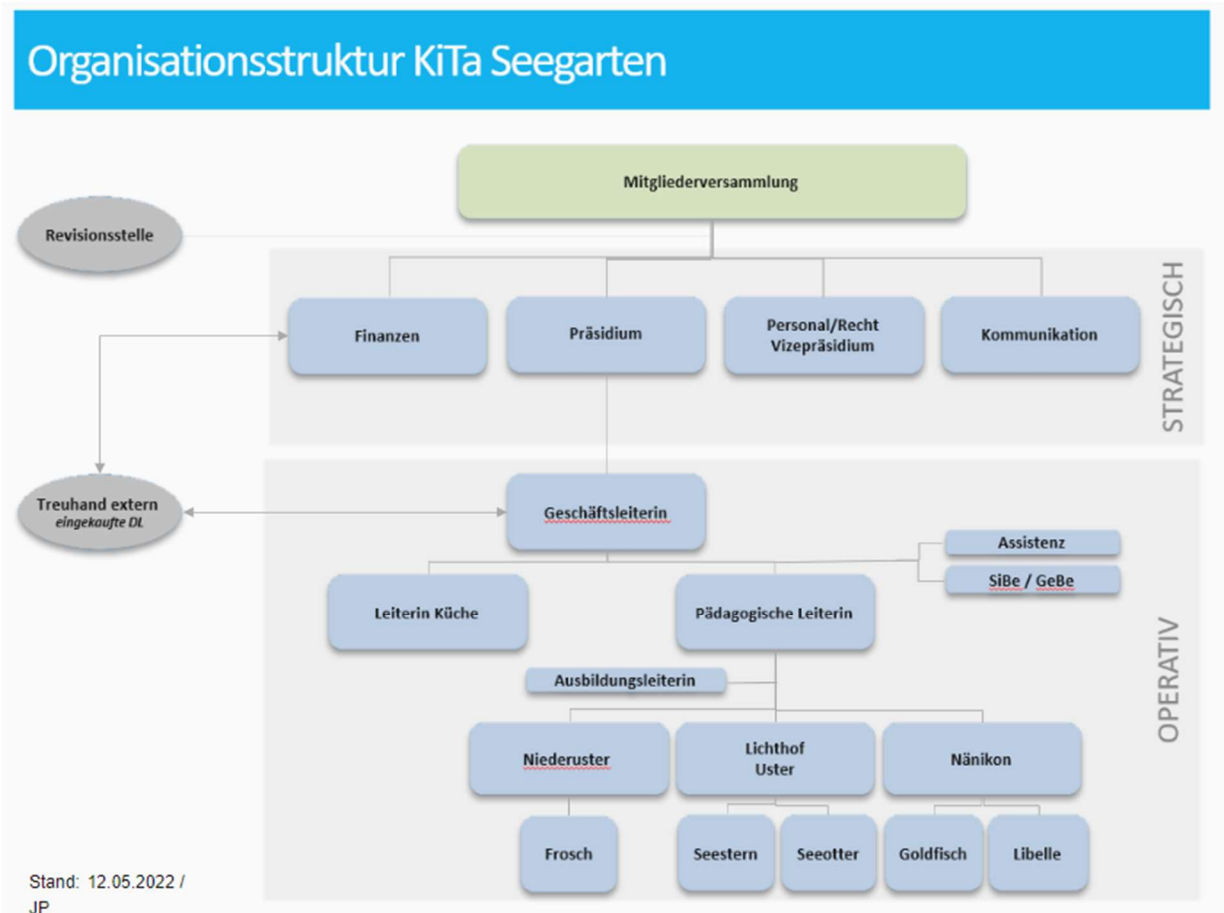 Organisationsstruktur KiTa Seegarten
Mitgliederversammlung
Revisionsstelle
STRATEGISCH
Finanzen
Präsidium
Personal/Recht
Vizepräsidium
Kommunikation
Treuhand extern
eingekaufte DL
Geschäftsleiterin
Assistenz
SiBe / GeBe
Leiterin Küche
Pädagogische Leiterin
OPERATIV
Ausbildungsleiterin
Niederuster
Lichthof
Uster
Nänikon
Frosch
Seestern
Seeotter
Goldfisch
Libelle
Stand: 12.05.2022 /
JP